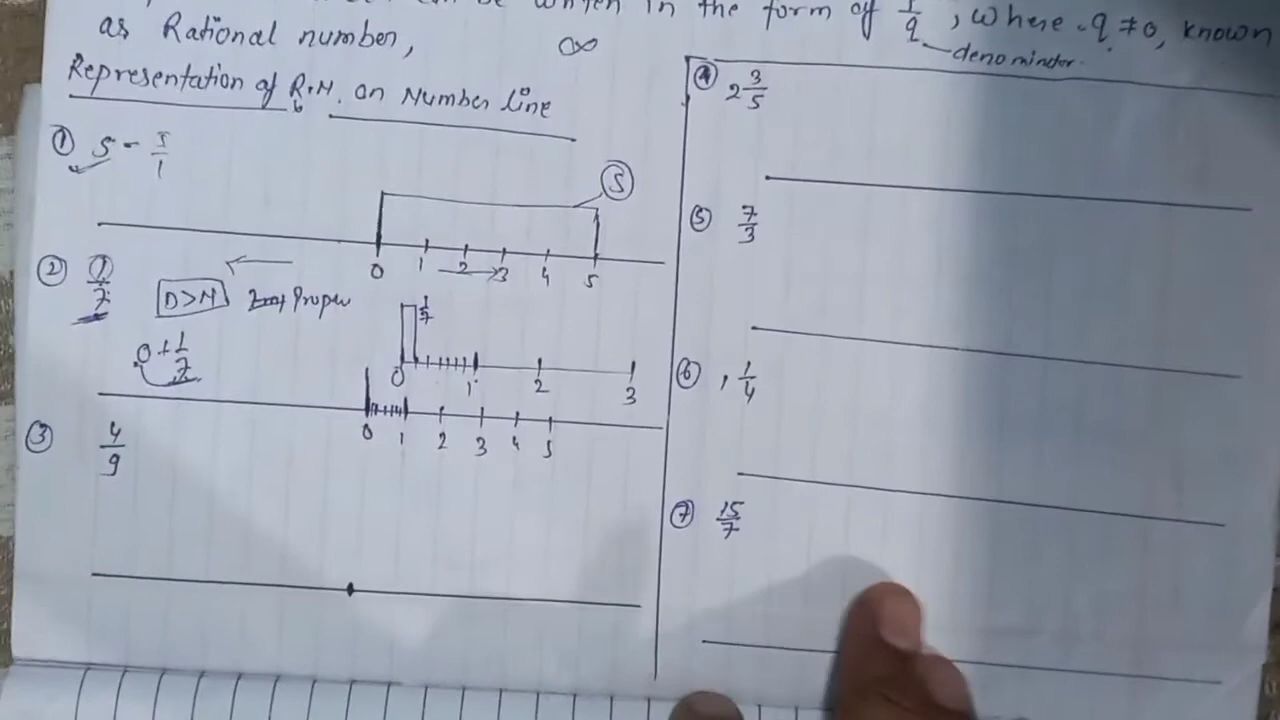 can be written in the form of p/q, where q ≠ 0, known
as Rational number, ∞
denominator.
Representation of R.N. on Number line
① 5 - 5/1
5
0 1 2 3 4 5
② 1/7 D>N Proper
1/7
0 + 1/7
0 1 2 3
0 1 2 3 4 5
③ 4/9
④ 2 3/5
⑤ 7/3
⑥ 1 1/4
⑦ 15/7